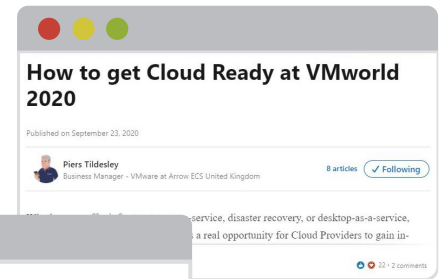 How to get Cloud Ready at VMworld
2020
Published on September 23, 2020
Piers Tildesley
8 articles
✓ Following
Business Manager - VMware at Arrow ECS United Kingdom
-service, disaster recovery, or desktop-as-a-service,
a real opportunity for Cloud Providers to gain in-
22 · 2 comments